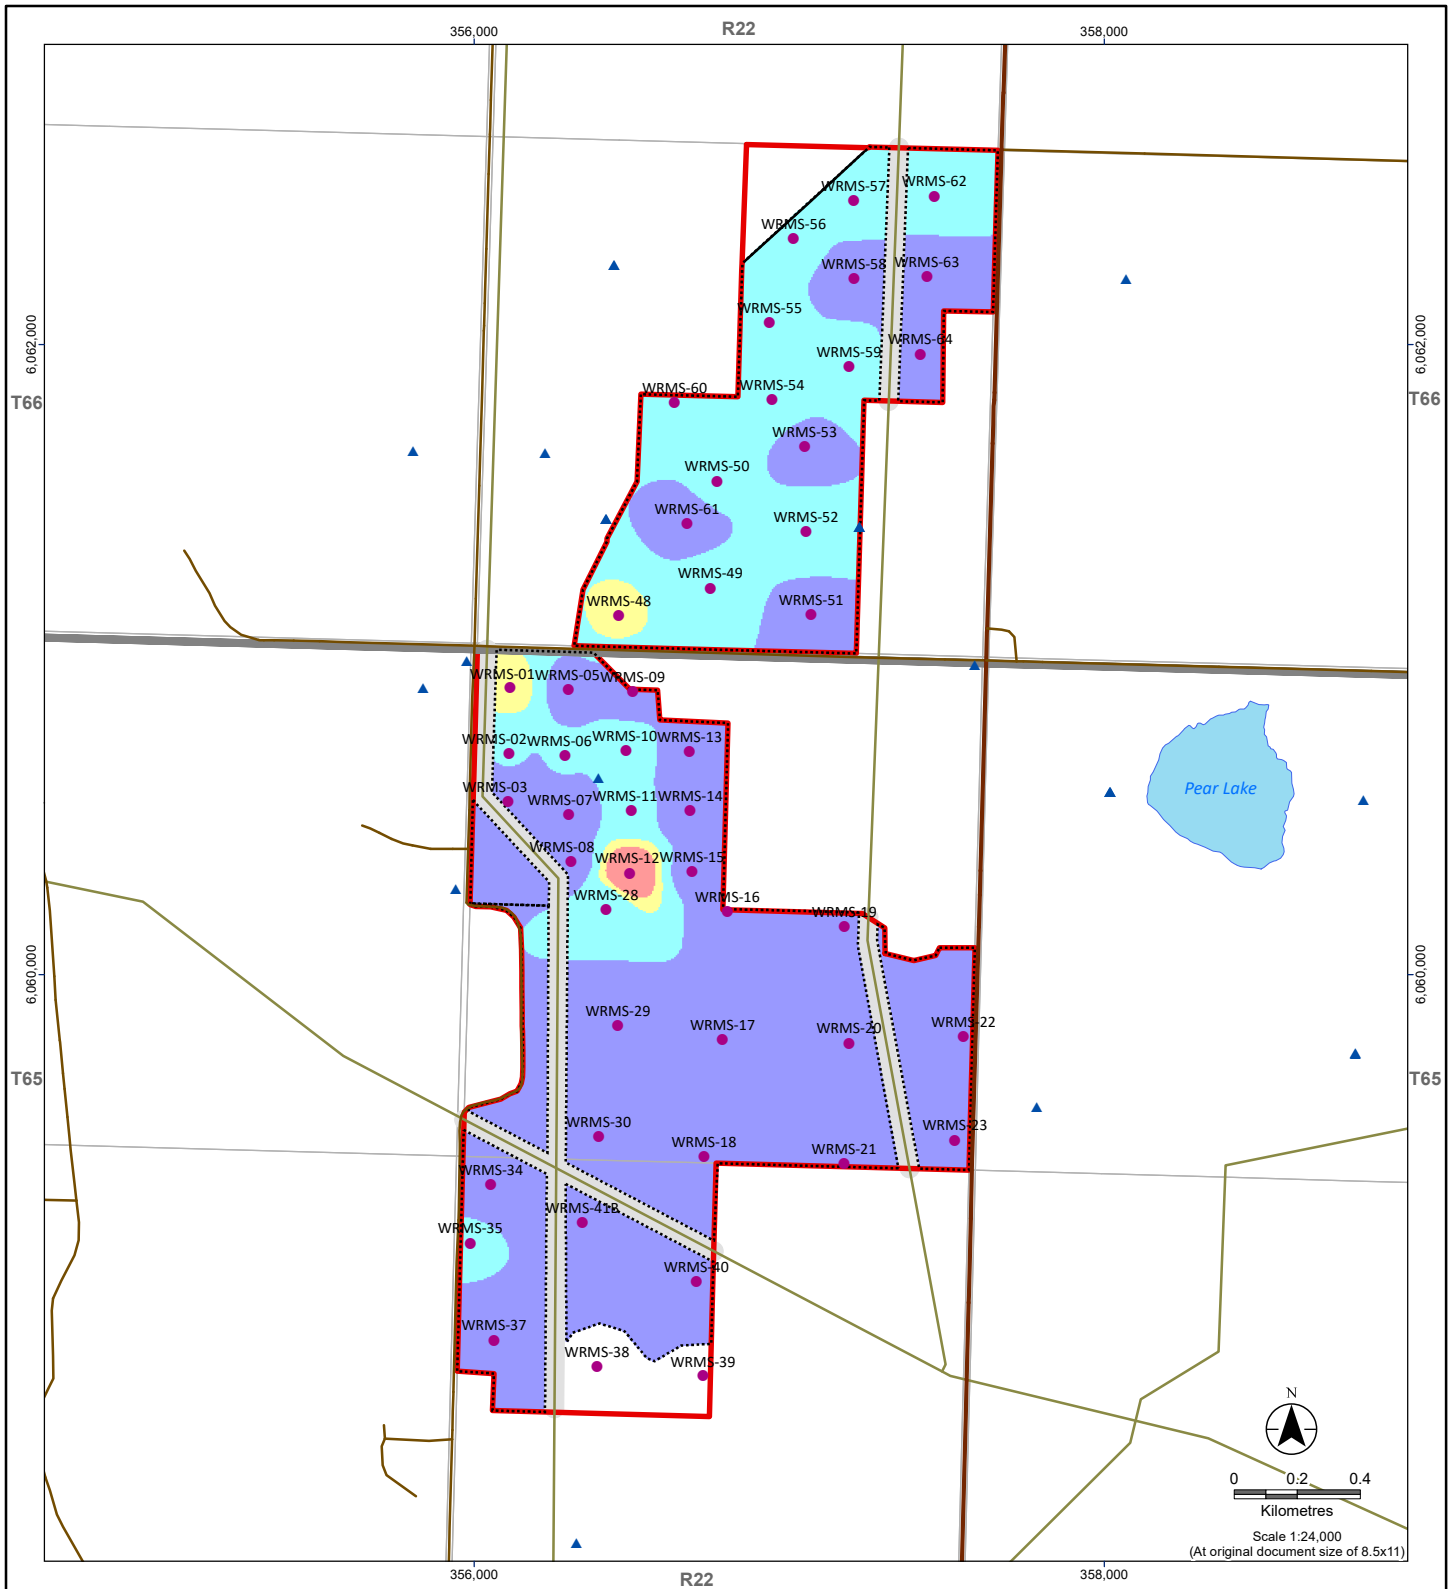 R22
356,000
358,000
WRMS-62
WRMS-57
WRMS-56
WRMS-58
WRMS-63
WRMS-55
6,062,000
6,062,000
WRMS-59
WRMS-64
WRMS-60
WRMS-54
T66
T66
WRMS-53
WRMS-50
WRMS-61
WRMS-52
WRMS-49
WRMS-48
WRMS-51
WRMS-01
WRMS-05
WRMS-09
WRMS-02
WRMS-06
WRMS-10
WRMS-13
WRMS-03
WRMS-07
WRMS-11
WRMS-14
Pear Lake
WRMS-08
WRMS-12
WRMS-15
WRMS-28
WRMS-16
WRMS-19
6,060,000
6,060,000
WRMS-29
WRMS-17
WRMS-20
WRMS-22
T65
T65
WRMS-30
WRMS-18
WRMS-21
WRMS-23
WRMS-34
WRMS-41B
WRMS-35
WRMS-40
WRMS-37
WRMS-38
WRMS-39
N
0 0.2 0.4
Kilometres
Scale 1:24,000
(At original document size of 8.5x11)
356,000
R22
358,000